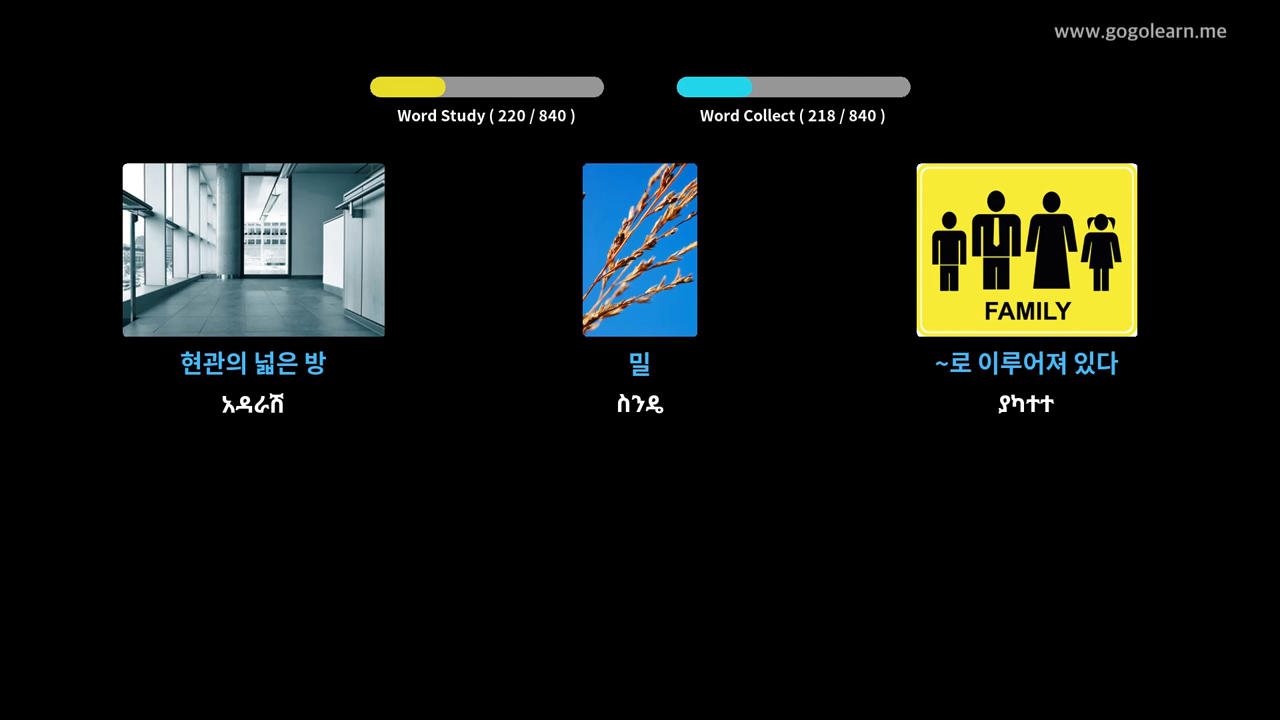 www.gogolearn.me
Word Study ( 220 / 840 )
Word Collect ( 218 / 840 )
FAMILY
현관의 넓은 방
밀
~로 이루어져 있다
አዳራሽ
ስንዴ
ያካተተ